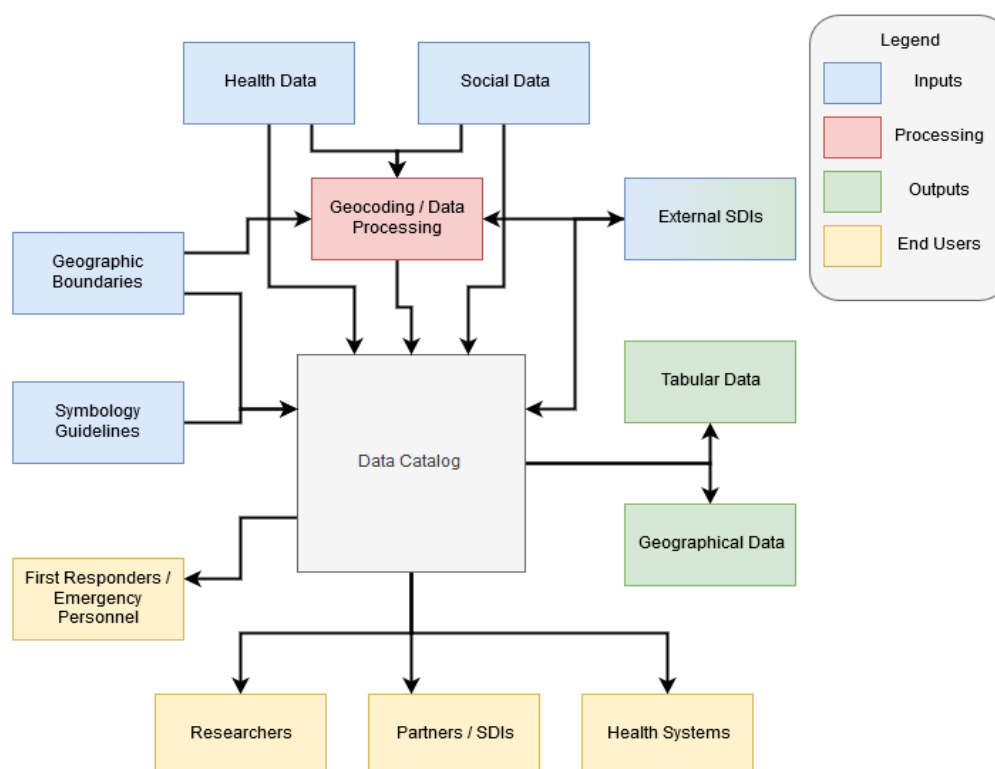 Legend
Health Data
Social Data
Inputs
Processing
Geocoding / Data
Processing
External SDIs
Outputs
End Users
Geographic
Boundaries
Tabular Data
Symbology
Guidelines
Data Catalog
Geographical Data
First Responders /
Emergency
Personnel
Researchers
Partners / SDIs
Health Systems